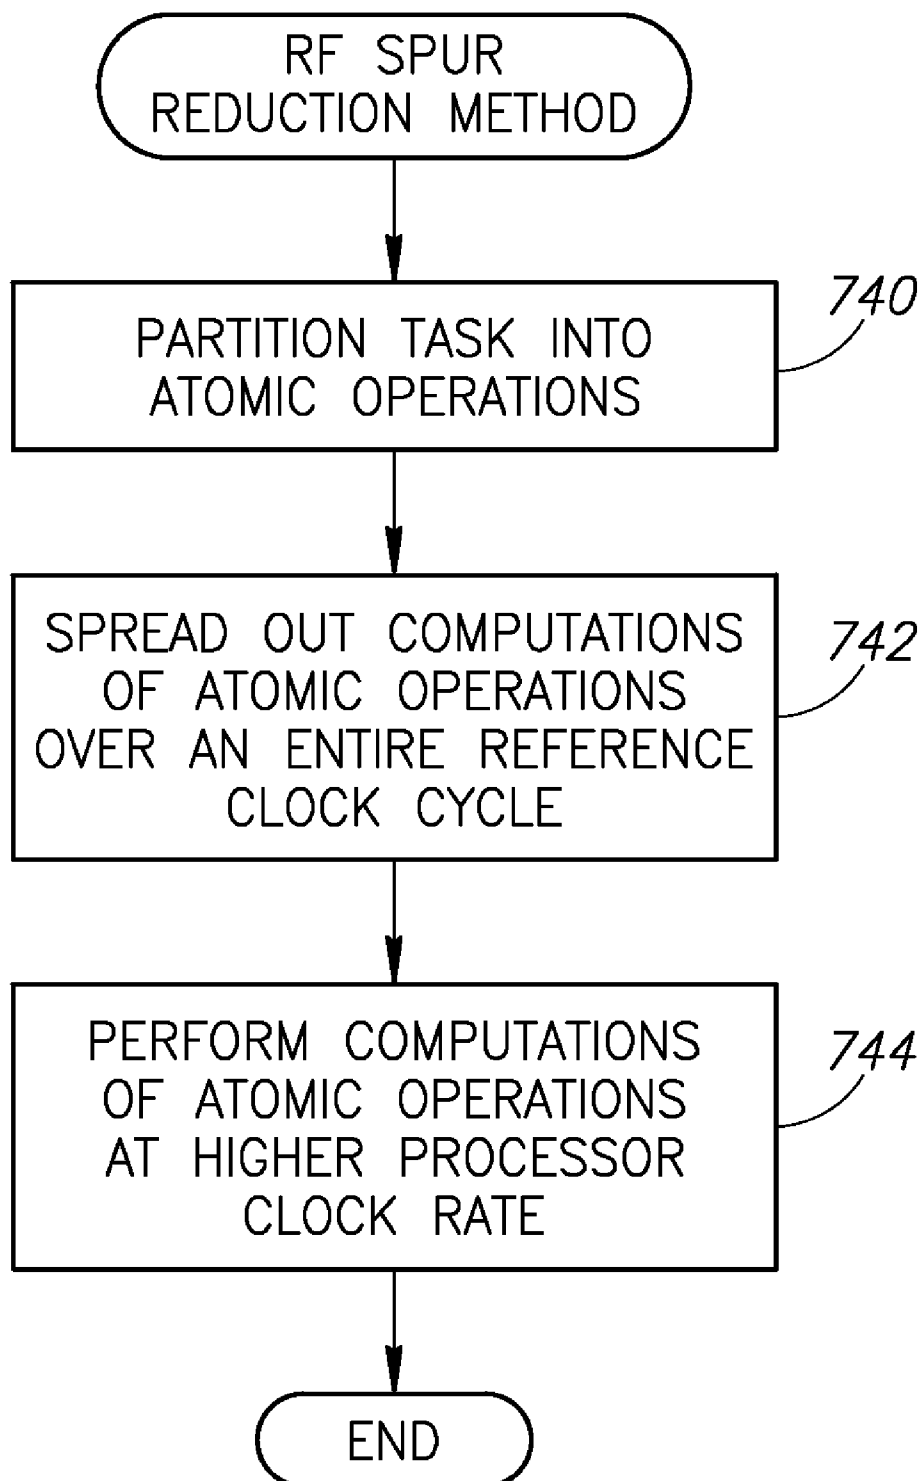 RF SPUR
REDUCTION METHOD
740
PARTITION TASK INTO
ATOMIC OPERATIONS
742
SPREAD OUT COMPUTATIONS
OF ATOMIC OPERATIONS
OVER AN ENTIRE REFERENCE
CLOCK CYCLE
744
PERFORM COMPUTATIONS
OF ATOMIC OPERATIONS
AT HIGHER PROCESSOR
CLOCK RATE
END